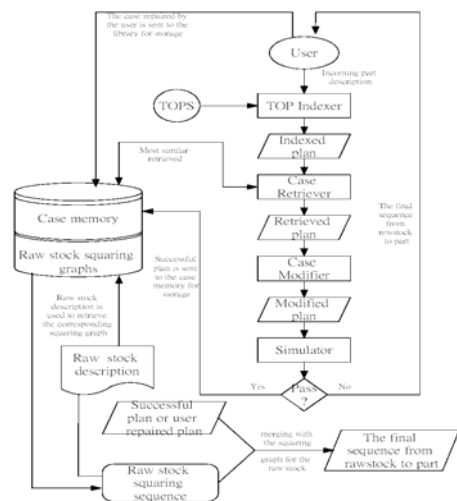 The case repaired by
the user is sent to the
library for storage
User
Incoming part
description
TOPS
TOP Indexer
Indexed
plan
Most similar
retrieved
Case
Retriever
Case memory
Raw stock squaring
graphs
Retrieved
plan
Successful
plan is sent
to the case
memory for
storage
Case
Modifier
The final
sequence from
rawstock to part
Modified
plan
Raw stock
description is
used to retrieve
the corresponding
squaring graph
Simulator
Raw stock
description
Yes
Pass
?
No
Successful
plan or user
repaired plan
merging with the
squaring
graph for the
raw stock
The final
sequence from
rawstock to part
Raw stock
squaring
sequence